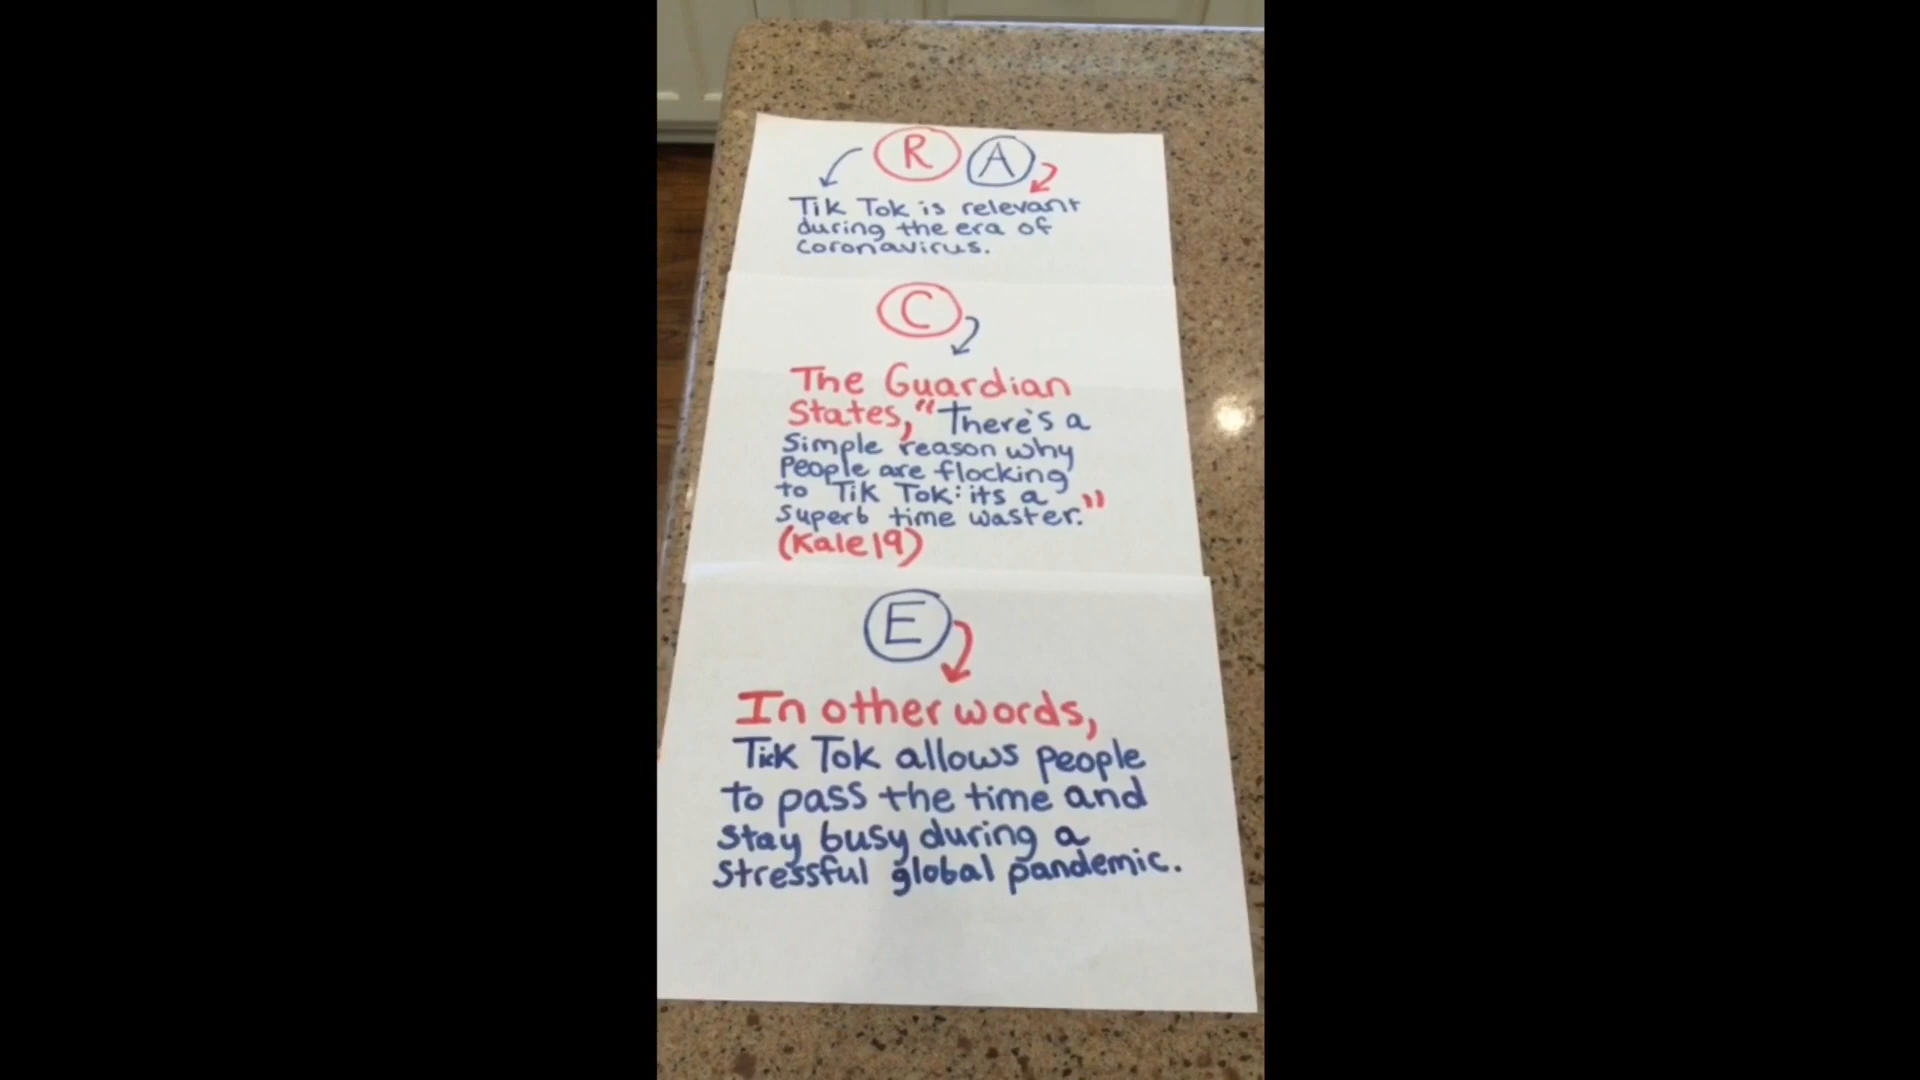 R A
Tik Tok is relevant
during the era of
coronavirus.
C
The Guardian
States, "There's a
simple reason why
people are flocking
to Tik Tok: its a
superb time waster."
(Kale 19)
E
In other words,
Tick Tok allows people
to pass the time and
stay busy during a
stressful global pandemic.